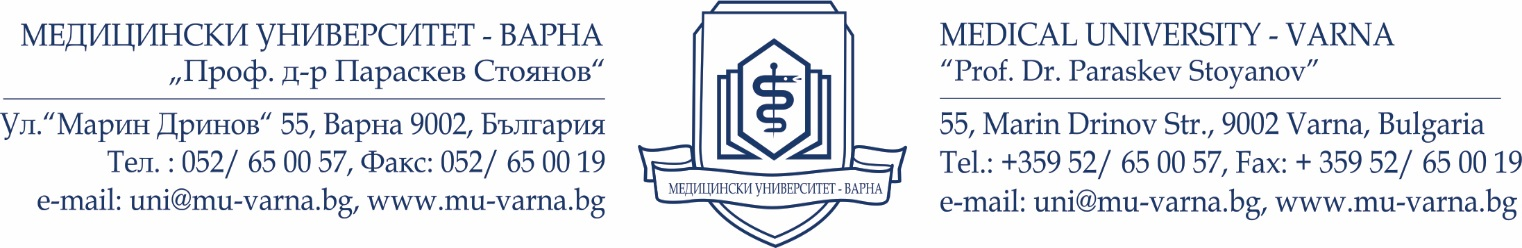 МЕДИЦИНСКИ УНИВЕРСИТЕТ - ВАРНА
„Проф. д-р Параскев Стоянов“
Ул.“Марин Дринов“ 55, Варна 9002, България
Тел. : 052/ 65 00 57, Факс: 052/ 65 00 19
e-mail: uni@mu-varna.bg, www.mu-varna.bg
МЕДИЦИНСКИ УНИВЕРСИТЕТ - ВАРНА
MEDICAL UNIVERSITY - VARNA
“Prof. Dr. Paraskev Stoyanov”
55, Marin Drinov Str., 9002 Varna, Bulgaria
Tel.: +359 52/ 65 00 57, Fax: + 359 52/ 65 00 19
e-mail: uni@mu-varna.bg, www.mu-varna.bg